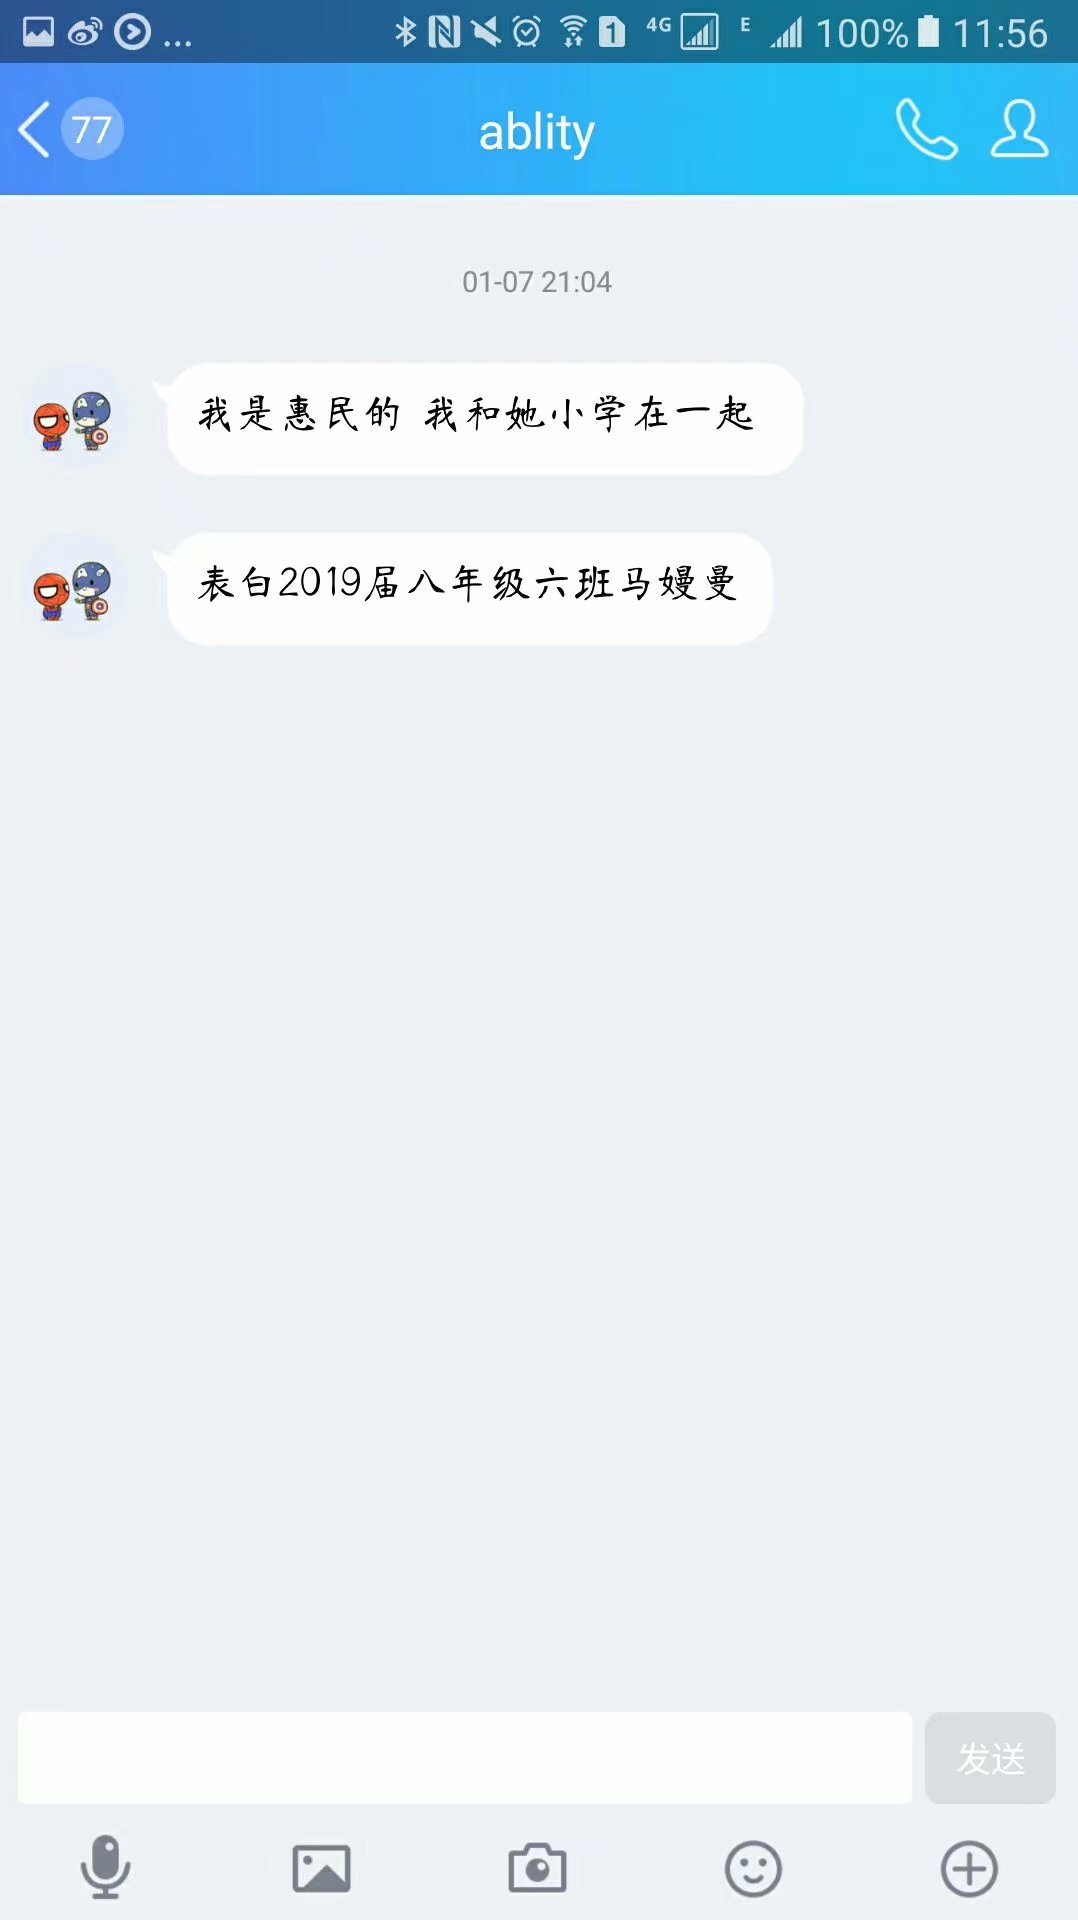 ... 1 4G E 100% 11:56
77 ablity
01-07 21:04
我是惠民的 我和她小学在一起
表白2019届八年级六班马嫚曼
发送